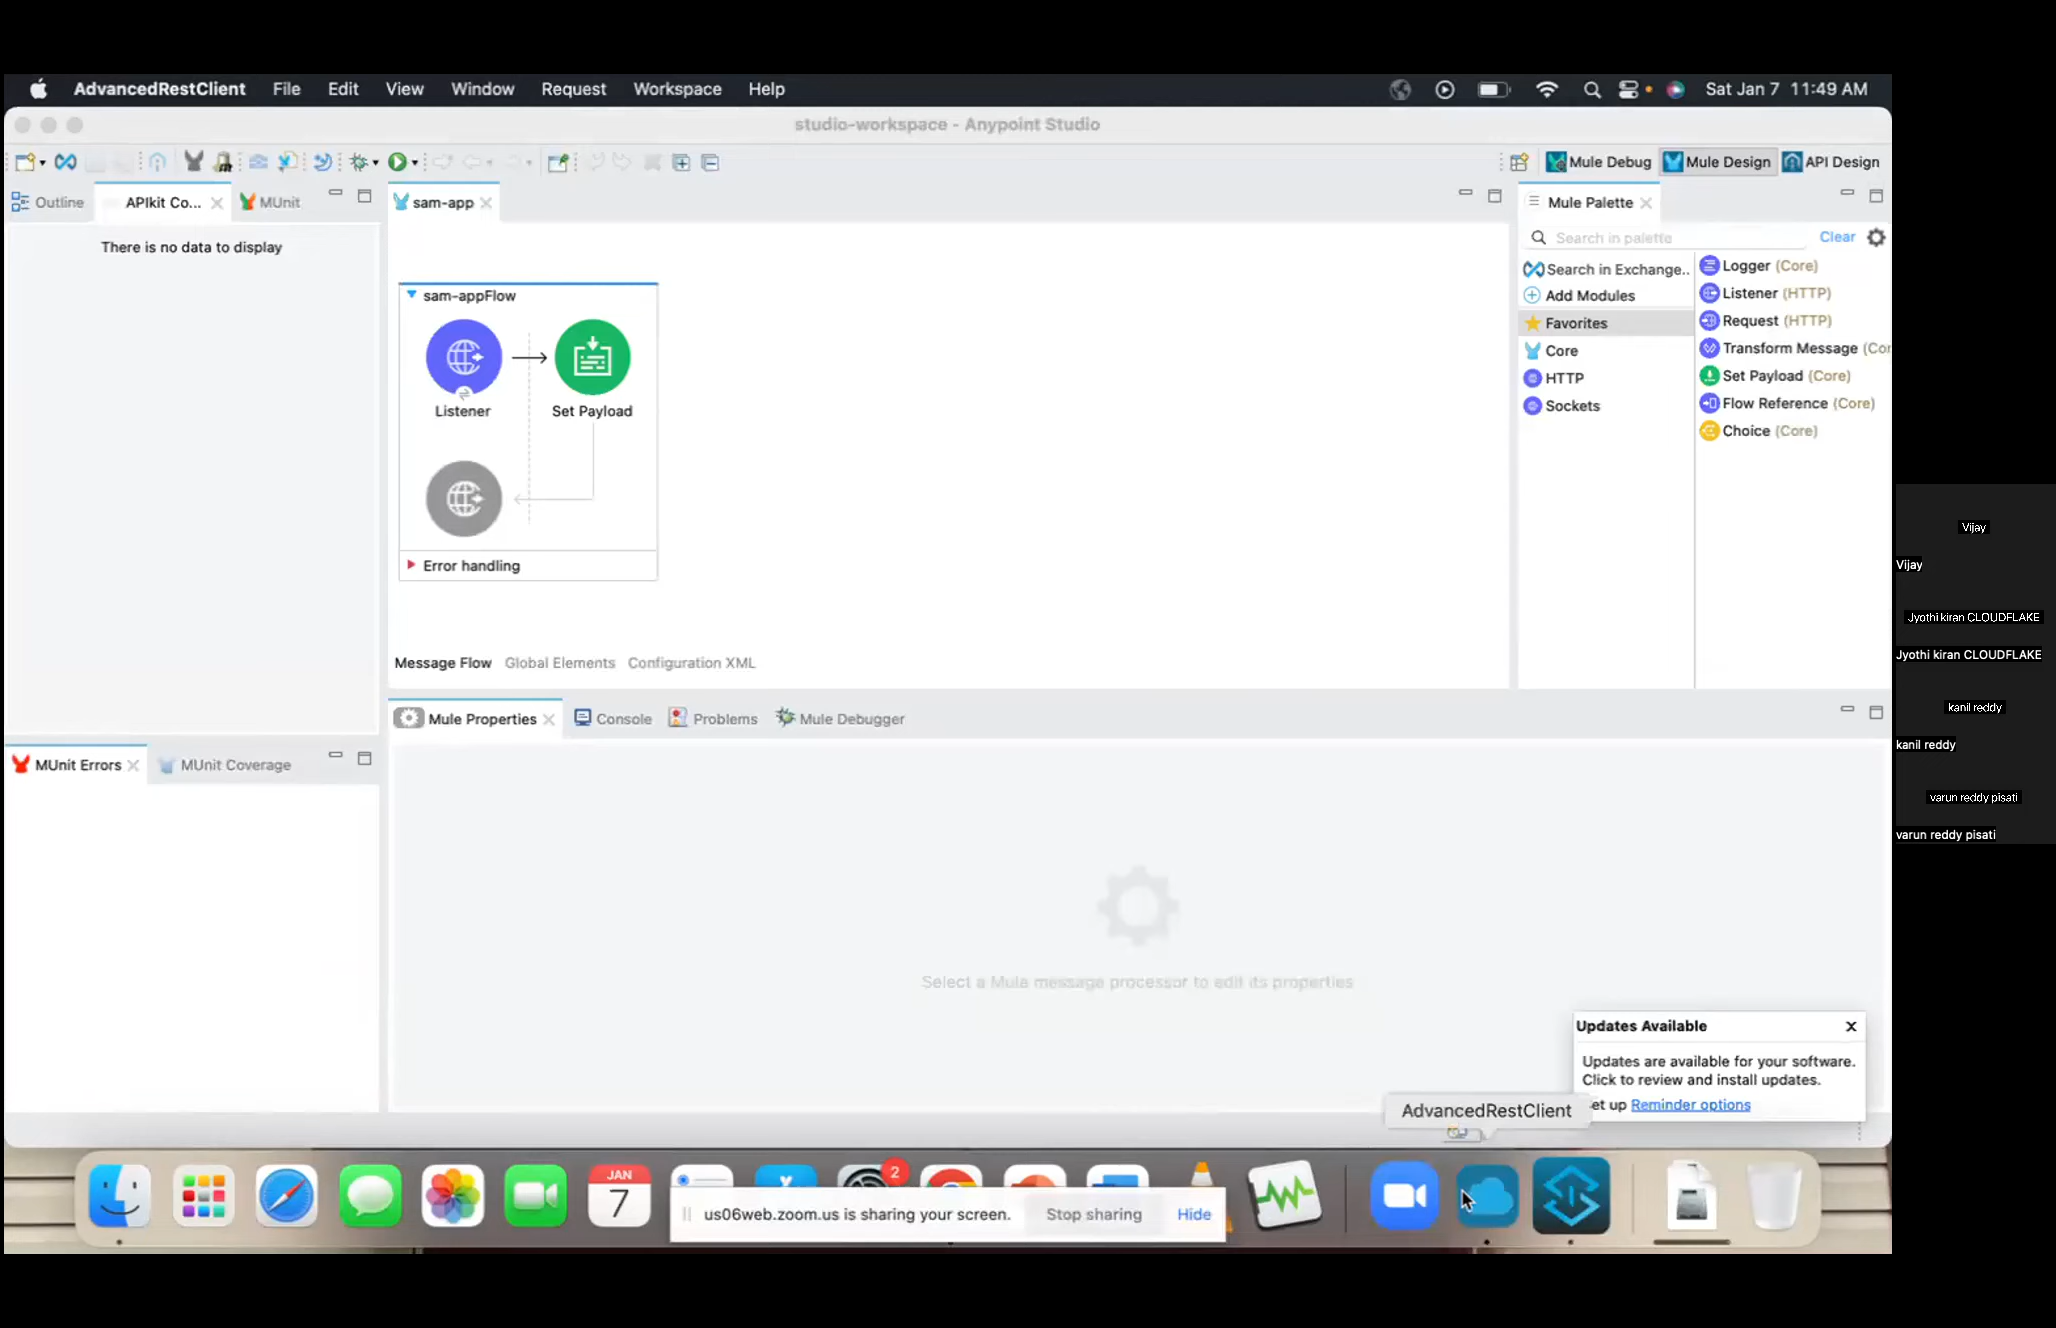 AdvancedRestClient File Edit View Window Request Workspace Help Sat Jan 7 11:49 AM
studio-workspace - Anypoint Studio
Mule Debug Mule Design API Design
Outline APIkit Co... MUnit
There is no data to display
sam-app
sam-appFlow
Listener Set Payload
Error handling
Message Flow Global Elements Configuration XML
Mule Palette
Search in palette Clear
Search in Exchange..
Add Modules
Favorites
Core
HTTP
Sockets
Logger (Core)
Listener (HTTP)
Request (HTTP)
Transform Message (Cor
Set Payload (Core)
Flow Reference (Core)
Choice (Core)
Mule Properties Console Problems Mule Debugger
Select a Mule message processor to edit its properties
MUnit Errors MUnit Coverage
Updates Available
Updates are available for your software.
Click to review and install updates.
et up Reminder options
AdvancedRestClient
JAN
7
2
us06web.zoom.us is sharing your screen. Stop sharing Hide
Vijay
Vijay
Jyothi kiran CLOUDFLAKE
Jyothi kiran CLOUDFLAKE
kanil reddy
kanil reddy
varun reddy pisati
varun reddy pisati